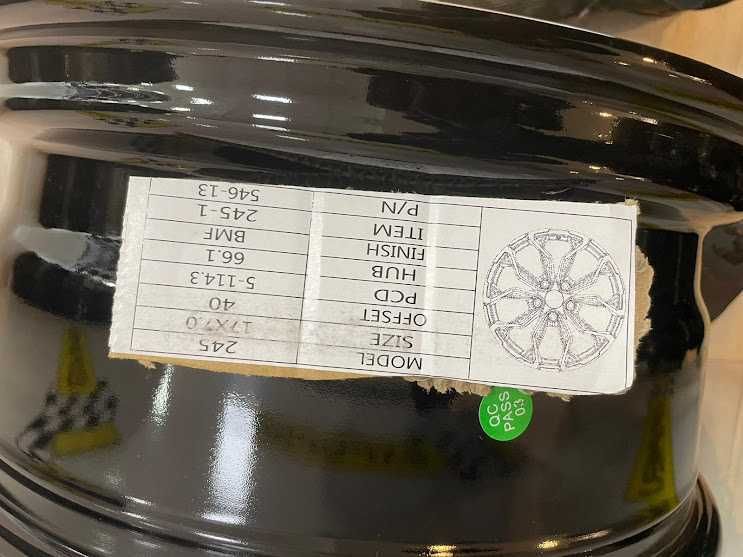 MODEL 245
SIZE 17X7.0
OFFSET 40
PCD 5-114.3
HUB 66.1
FINISH BMF
ITEM 245-1
P/N 546-13
QC
PASS
03